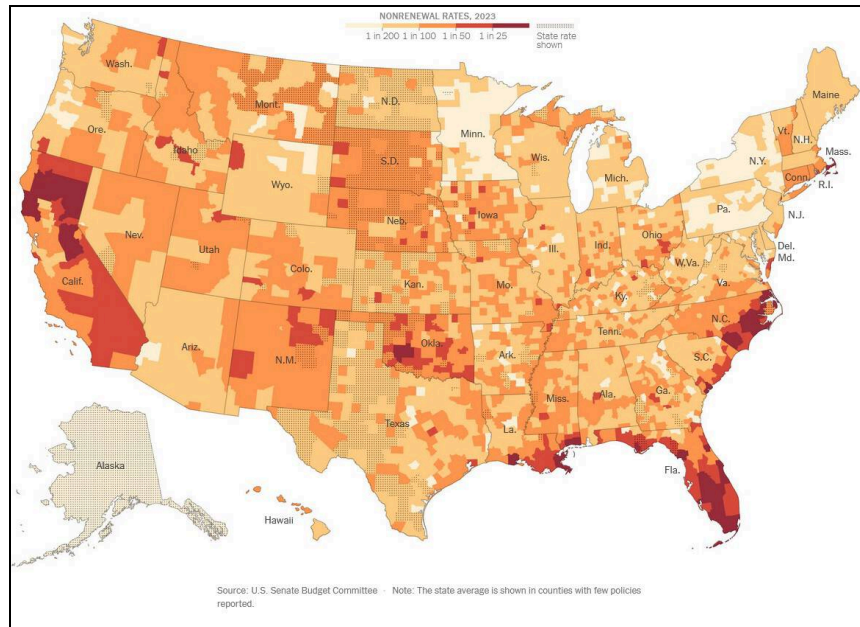 NONRENEWAL RATES, 2023
1 in 200 1 in 100 1 in 50 1 in 25
State rate
shown
Wash.
Mont.
N.D.
Minn.
Maine
Ore.
Idaho
S.D.
Wis.
Vt.
N.H.
Mass.
N.Y.
Mich.
Wyo.
Conn.
R.I.
Neb.
Iowa
Pa.
N.J.
Nev.
Utah
Colo.
Ill.
Ind.
Ohio
Del.
Md.
W.Va.
Va.
Calif.
Kan.
Mo.
Ky.
N.C.
Tenn.
Ariz.
N.M.
Okla.
Ark.
S.C.
Miss.
Ala.
Ga.
Texas
La.
Fla.
Alaska
Hawaii
Source: U.S. Senate Budget Committee · Note: The state average is shown in counties with few policies
reported.